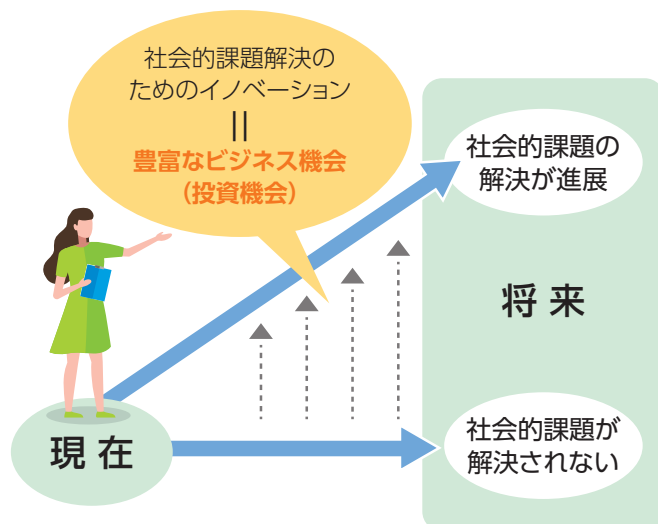 社会的課題解決の
ためのイノベーション
||
豊富なビジネス機会
(投資機会)
社会的課題の
解決が進展
将来
現在
社会的課題が
解決されない